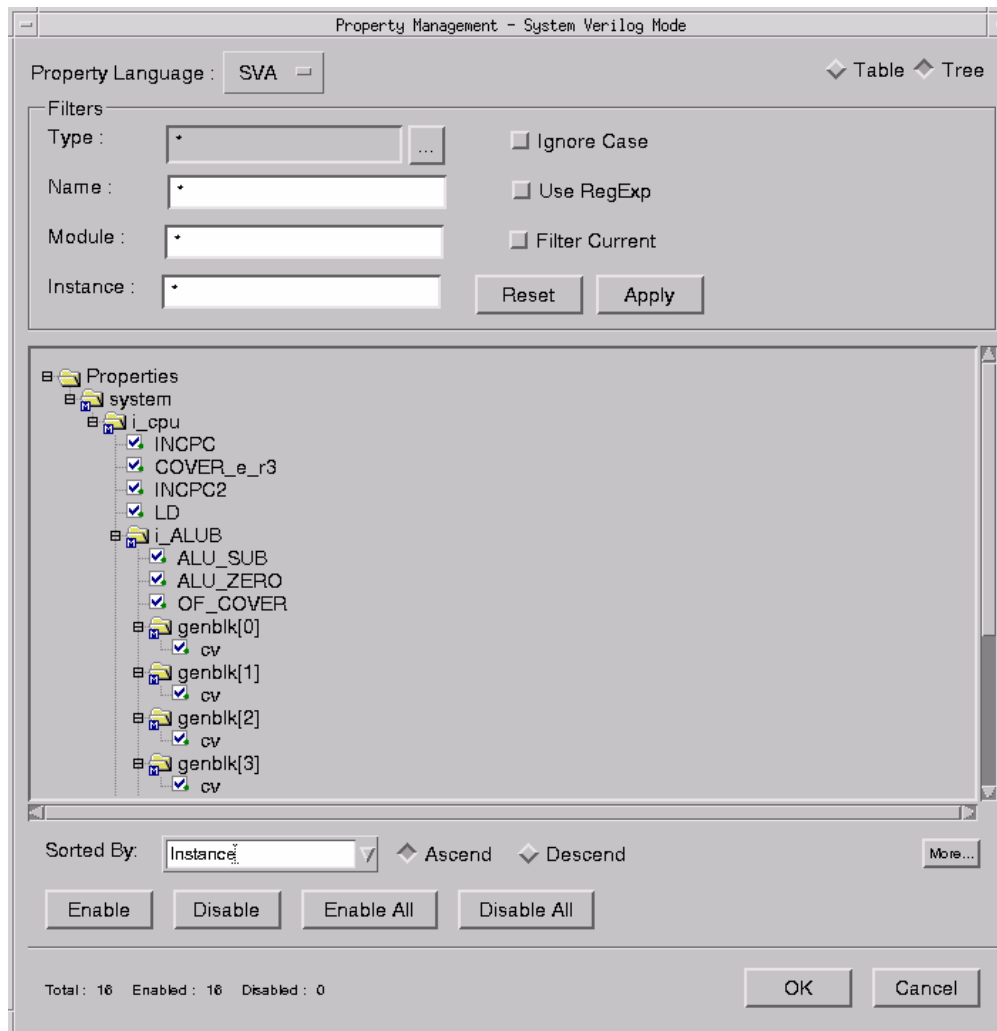 Property Management - System Verilog Mode
Property Language : SVA Table Tree
Filters
Type : * ... Ignore Case
Name : * Use RegExp
Module : * Filter Current
Instance : * Reset Apply
Properties
system
i_cpu
INCPC
COVER_e_r3
INCPC2
LD
i_ALUB
ALU_SUB
ALU_ZERO
OF_COVER
genblk[0]
cv
genblk[1]
cv
genblk[2]
cv
genblk[3]
cv
Sorted By: Instance Ascend Descend More...
Enable Disable Enable All Disable All
Total : 16 Enabled : 16 Disabled : 0 OK Cancel